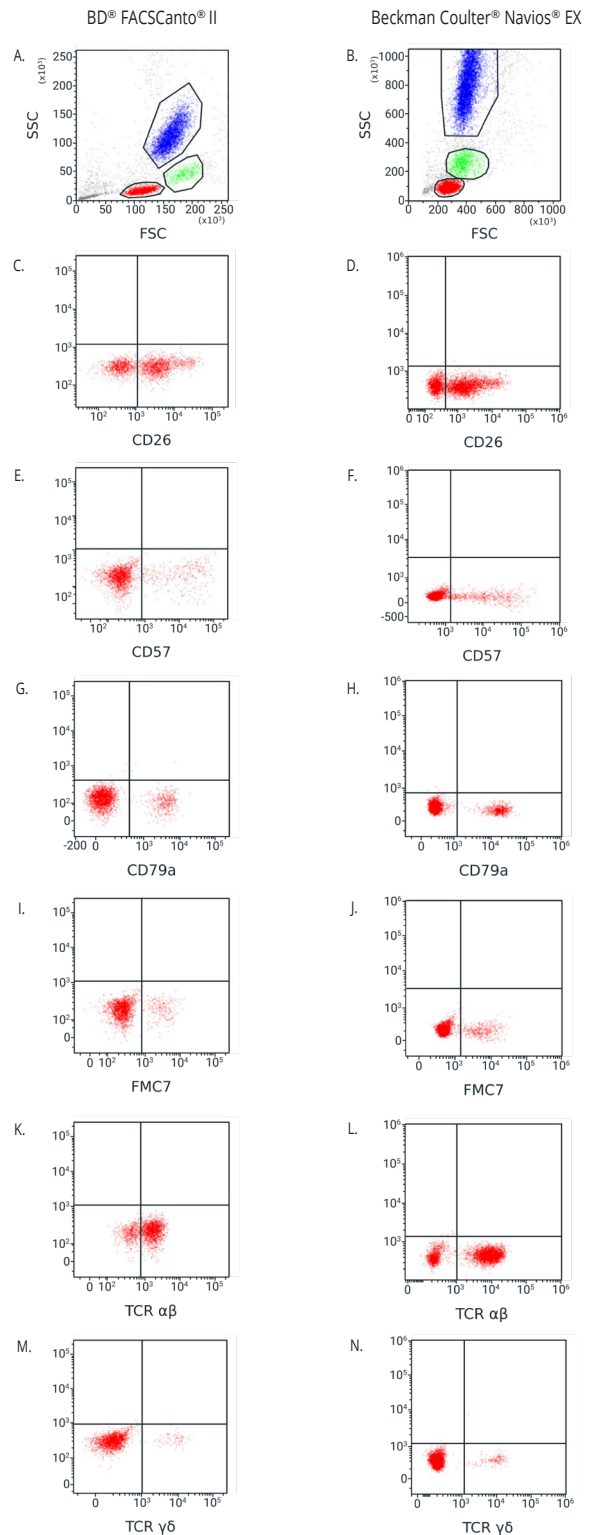 BD® FACSCanto® II Beckman Coulter® Navios® EX
A. B.
250 200 150 100 50 0
(x10³)
SSC
0 50 100 150 200 250
(x10³)
FSC
1000 800 600 400 200 0
(x10³)
SSC
0 200 400 600 800 1000
(x10³)
FSC
C. D.
10⁵ 10⁴ 10³ 10²
10² 10³ 10⁴ 10⁵
CD26
10⁶ 10⁵ 10⁴ 10³
0 10² 10³ 10⁴ 10⁵ 10⁶
CD26
E. F.
10⁵ 10⁴ 10³ 10²
10² 10³ 10⁴ 10⁵
CD57
10⁶ 10⁵ 10⁴ 10³ 0 -500
10³ 10⁴ 10⁵ 10⁶
CD57
G. H.
10⁵ 10⁴ 10³ 10² 0
-200 0 10³ 10⁴ 10⁵
CD79a
10⁶ 10⁵ 10⁴ 10³ 0
0 10³ 10⁴ 10⁵ 10⁶
CD79a
I. J.
10⁵ 10⁴ 10³ 10² 0
0 10² 10³ 10⁴ 10⁵
FMC7
10⁶ 10⁵ 10⁴ 10³ 0
0 10³ 10⁴ 10⁵ 10⁶
FMC7
K. L.
10⁵ 10⁴ 10³ 10² 0
0 10² 10³ 10⁴ 10⁵
TCR αβ
10⁶ 10⁵ 10⁴ 10³ 0
0 10³ 10⁴ 10⁵ 10⁶
TCR αβ
M. N.
10⁵ 10⁴ 10³ 10² 0
0 10³ 10⁴ 10⁵
TCR γδ
10⁶ 10⁵ 10⁴ 10³ 0
0 10³ 10⁴ 10⁵ 10⁶
TCR γδ